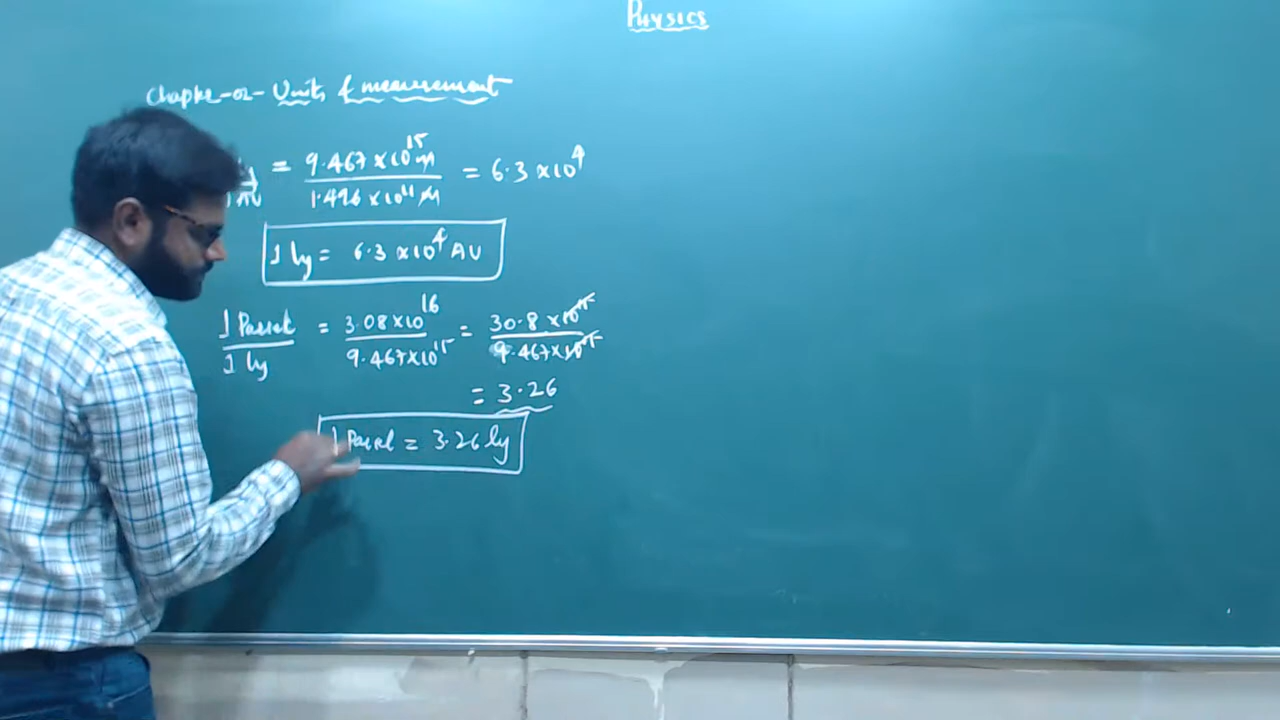 Physics
Chapter-02- Units & measurement
= 9.467 × 10^15 m / 1.496 × 10^11 M = 6.3 × 10^4
AU
1 ly = 6.3 × 10^4 AU
1 Parsec / 1 ly = 3.08 × 10^16 / 9.467 × 10^15 = 30.8 × 10^15 / 9.467 × 10^15
= 3.26
1 Parsec = 3.26 ly